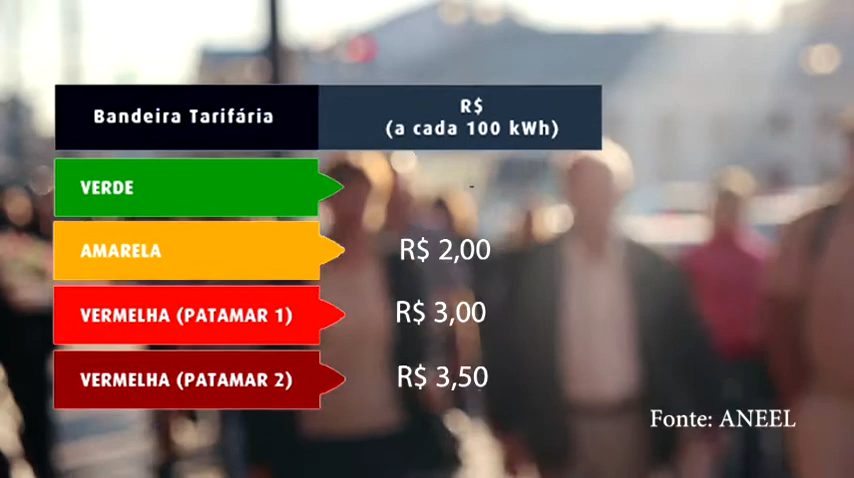 Bandeira Tarifária
R$
(a cada 100 kWh)
VERDE
-
AMARELA
R$ 2,00
VERMELHA (PATAMAR 1)
R$ 3,00
VERMELHA (PATAMAR 2)
R$ 3,50
Fonte: ANEEL